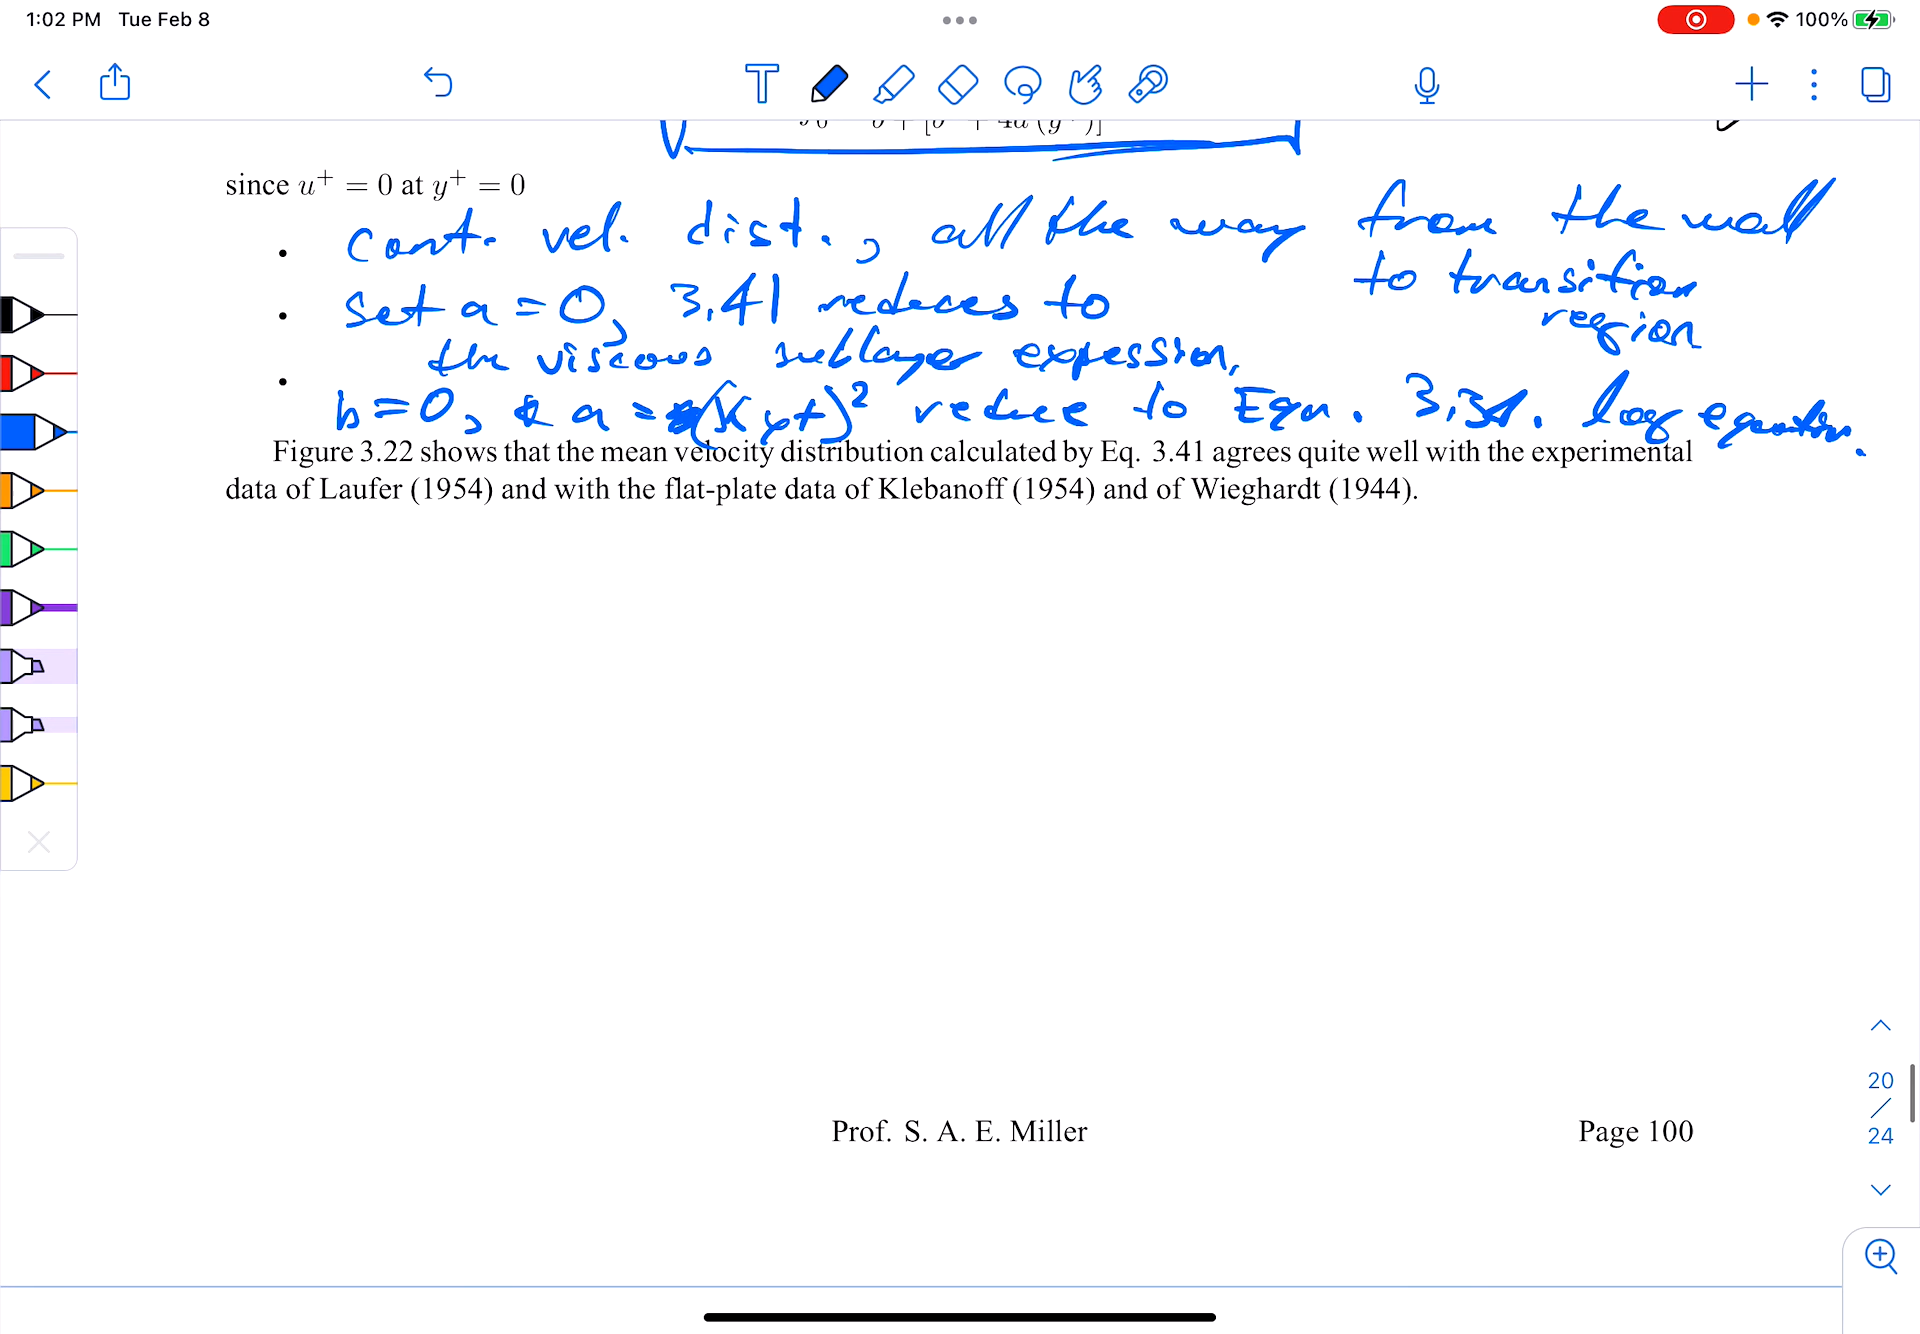 1:02 PM Tue Feb 8
100%
since u⁺ = 0 at y⁺ = 0
• cont. vel. dist., all the way from the wall
to transition
region
• set a = 0, 3.41 reduces to
the viscous sublayer expession.
• b=0, & a = (κy⁺)² reduce to Eqn. log equation.
Figure 3.22 shows that the mean velocity distribution calculated by Eq. 3.41 agrees quite well with the experimental
data of Laufer (1954) and with the flat-plate data of Klebanoff (1954) and of Wieghardt (1944).
20
/
24
Prof. S. A. E. Miller Page 100